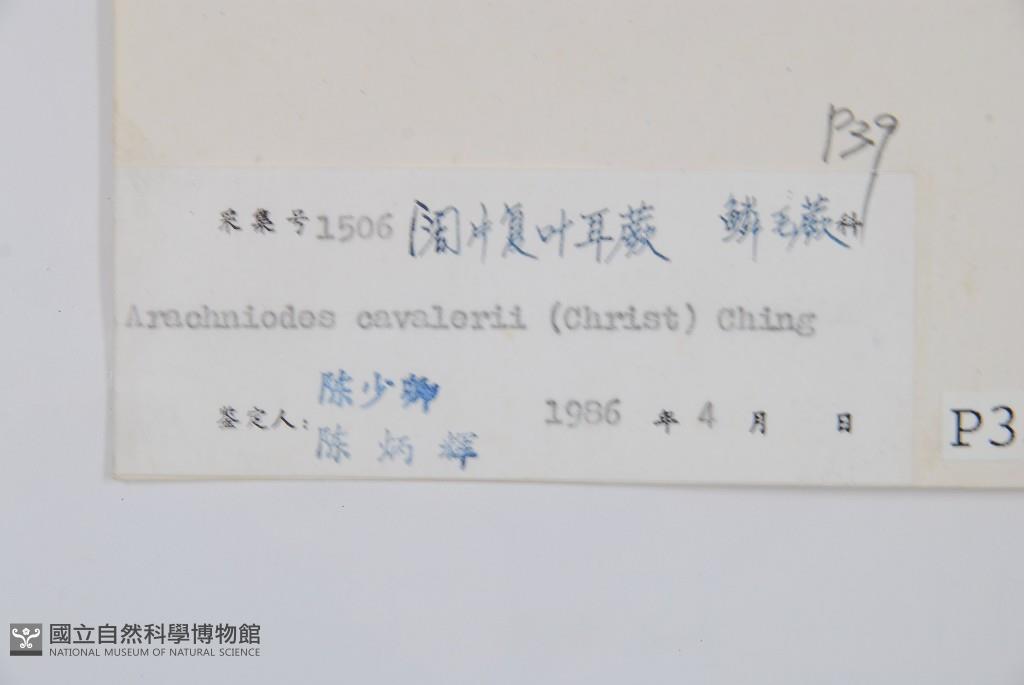 P39
采集号 1506 阔片复叶耳蕨 鳞毛蕨科
Arachniodes cavalerii (Christ) Ching
鉴定人: 陈少卿
陈炳辉
1986 年 4 月 日
P3
國立自然科學博物館
NATIONAL MUSEUM OF NATURAL SCIENCE